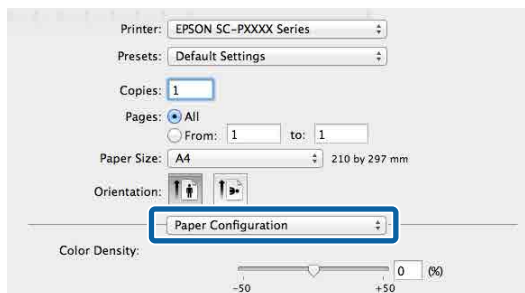 Printer: EPSON SC-PXXXX Series
Presets: Default Settings
Copies: 1
Pages: All
From: 1 to: 1
Paper Size: A4 210 by 297 mm
Orientation:
Paper Configuration
Color Density:
0 (%)
-50 +50